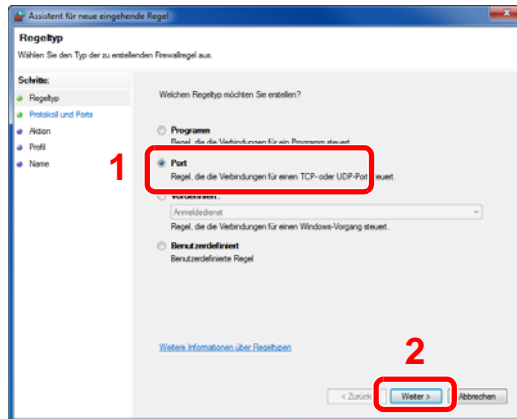 Assistent für neue eingehende Regel
Regeltyp
Wählen Sie den Typ der zu erstellenden Firewallregel aus.
Schritte:
Regeltyp
Protokoll und Ports
Aktion
Profil
Name
Welchen Regeltyp möchten Sie erstellen?
Programm
Regel, die die Verbindungen für ein Programm steuert.
1
Port
Regel, die die Verbindungen für einen TCP- oder UDP-Port steuert.
Vordefiniert:
Anmeldedienst
Regel, die die Verbindungen für einen Windows-Vorgang steuert.
Benutzerdefiniert
Benutzerdefinierte Regel
Weitere Informationen über Regeltypen
2
< Zurück
Weiter >
Abbrechen